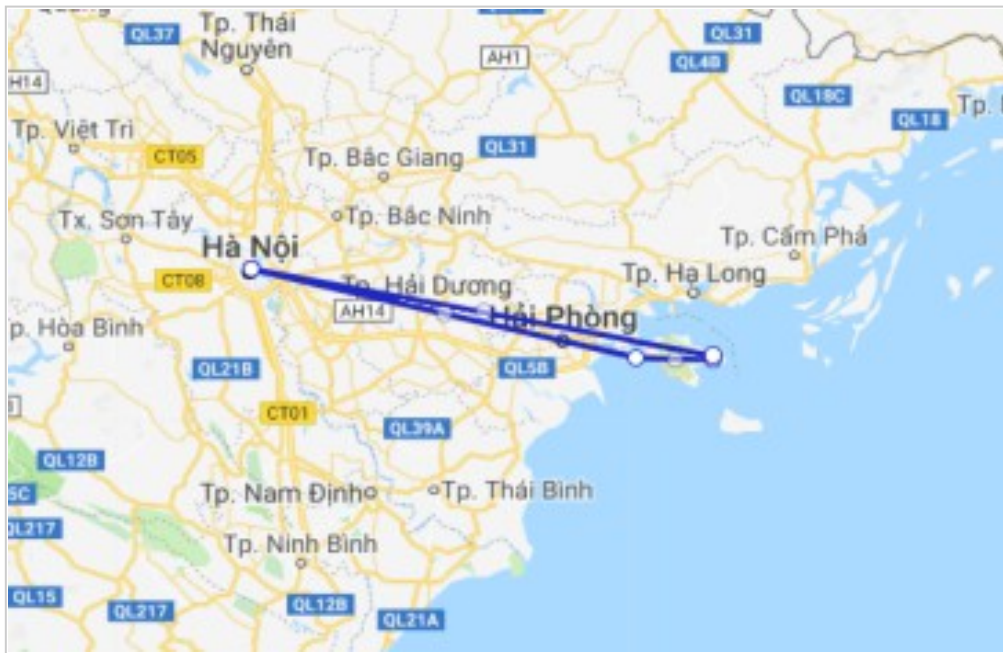 QL37
Tp. Thái
Nguyên
AH1
QL31
QL4B
QL18C
QL18
Tp.
H14
Tp. Việt Trì
CT05
Tp. Bắc Giang
QL31
Tx. Sơn Tây
Tp. Bắc Ninh
Tp. Cẩm Phả
Hà Nội
CT08
Tp. Hải Dương
Tp. Hạ Long
AH14
Hải Phòng
p. Hòa Bình
QL21B
QL5B
CT01
QL39A
QL12B
5C
Tp. Nam Định
Tp. Thái Bình
QL217
Tp. Ninh Bình
QL15
QL217
QL12B
QL21A